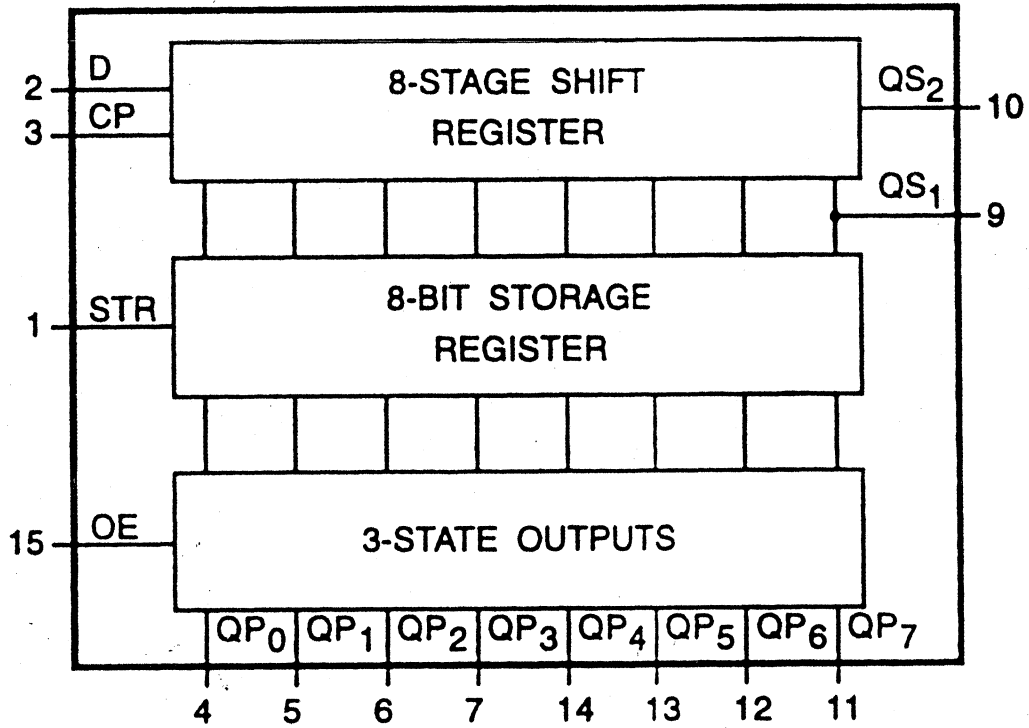 D
2
CP
3
8-STAGE SHIFT
REGISTER
QS2
10
QS1
9
STR
1
8-BIT STORAGE
REGISTER
OE
15
3-STATE OUTPUTS
QP0 QP1 QP2 QP3 QP4 QP5 QP6 QP7
4 5 6 7 14 13 12 11